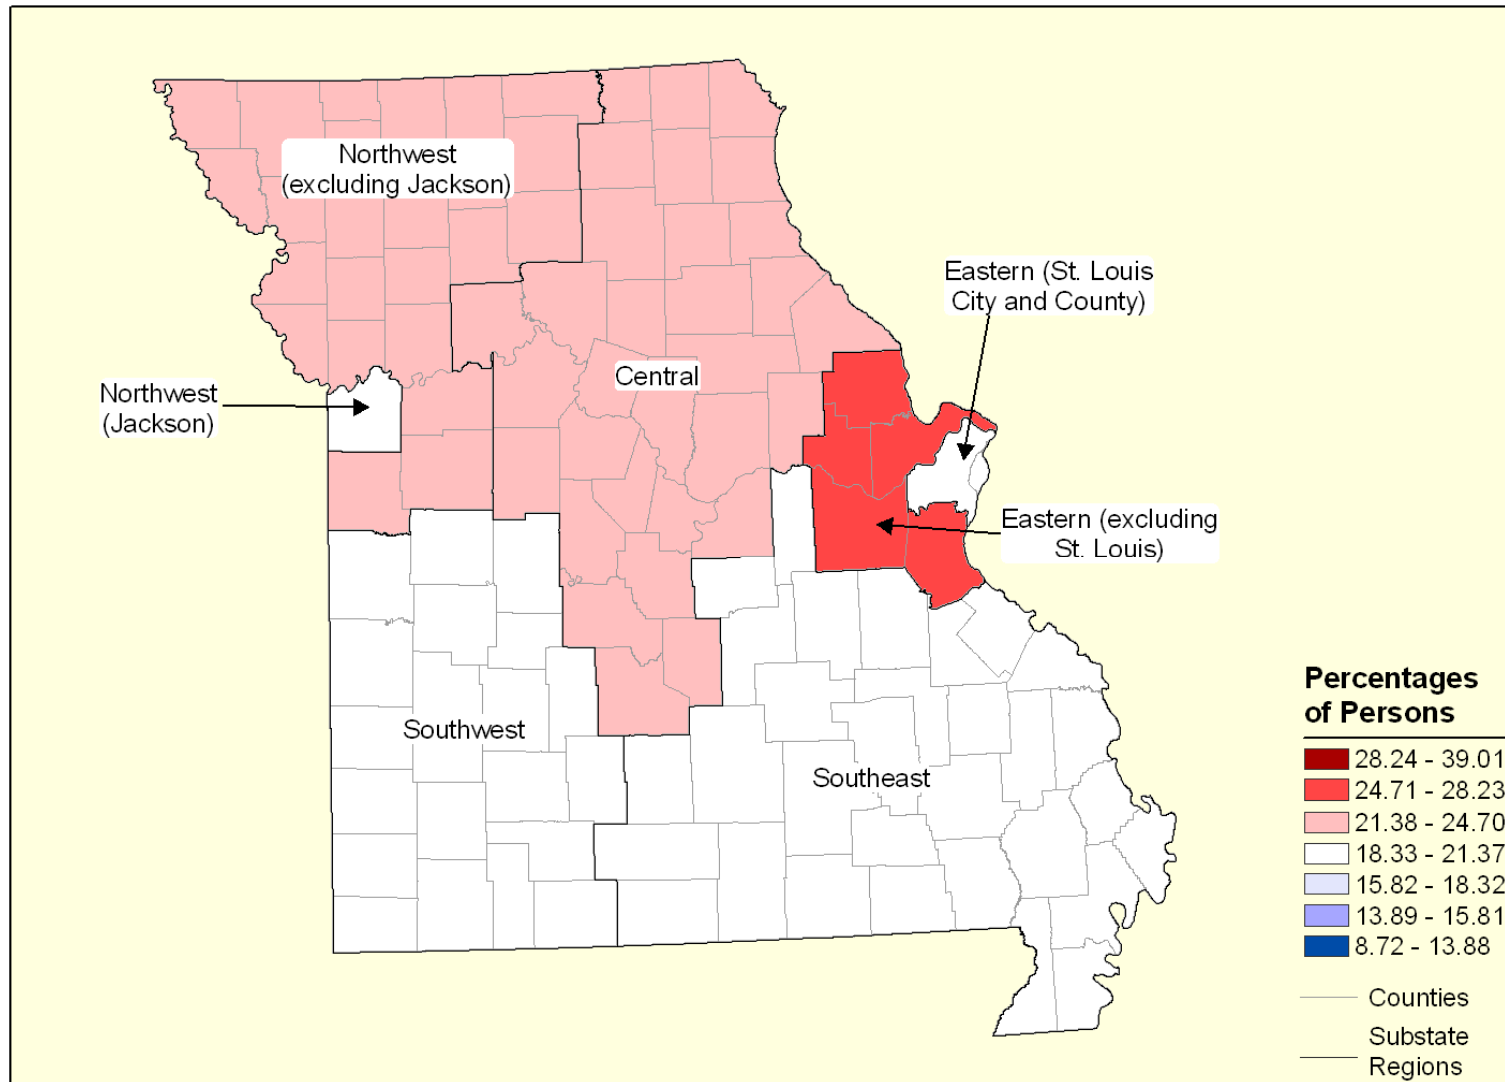 Northwest
(excluding Jackson)
Eastern (St. Louis
City and County)
Central
Northwest
(Jackson)
Eastern (excluding
St. Louis)
Southwest
Southeast
Percentages
of Persons
28.24 - 39.01
24.71 - 28.23
21.38 - 24.70
18.33 - 21.37
15.82 - 18.32
13.89 - 15.81
8.72 - 13.88
Counties
Substate
Regions